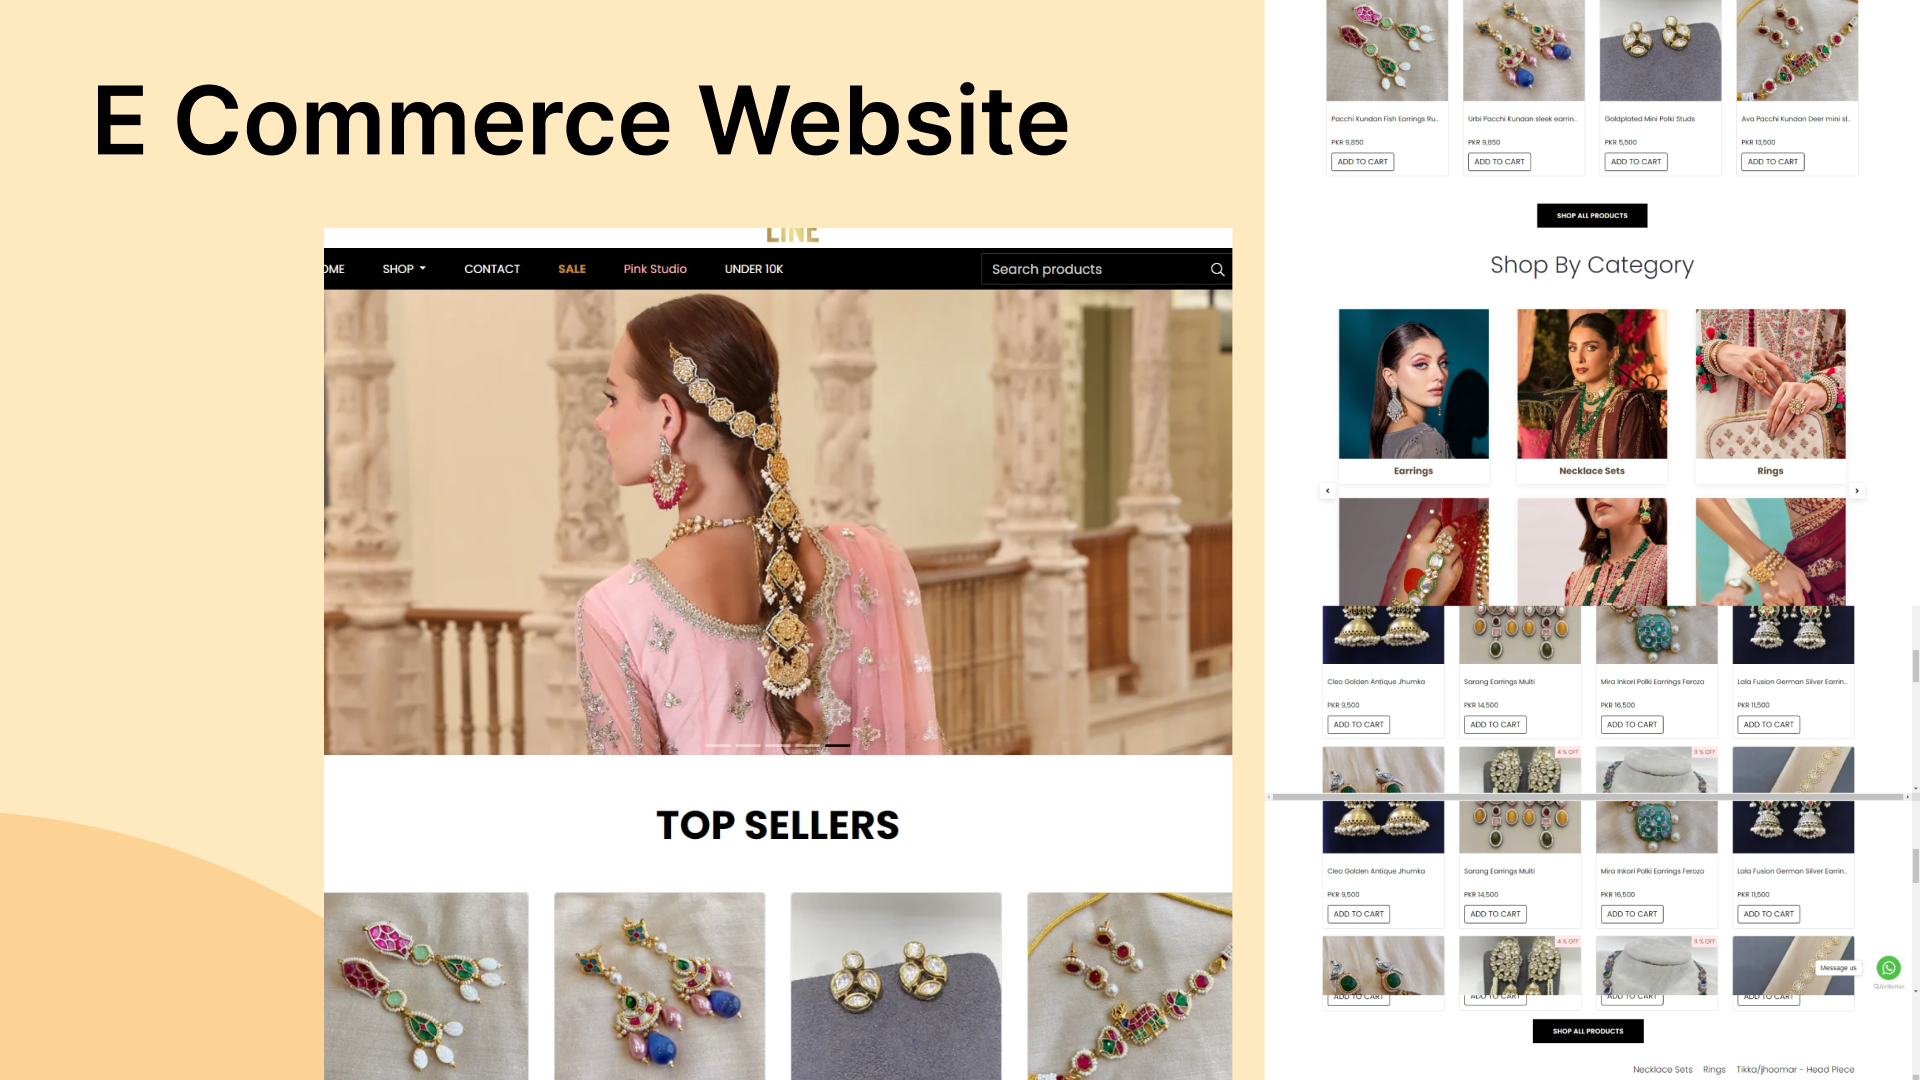 E Commerce Website
LINE
OME SHOP CONTACT SALE Pink Studio UNDER 10K Search products
TOP SELLERS
Pacchi Kundan Fish Earrings Ru.. Urbi Pacchi Kundan sleek earrin.. Goldplated Mini Polki Studs Ava Pacchi Kundan Deer mini sl..
PKR 9,850 PKR 9,850 PKR 5,500 PKR 13,500
ADD TO CART ADD TO CART ADD TO CART ADD TO CART
SHOP ALL PRODUCTS
Shop By Category
Earrings Necklace Sets Rings
Cleo Golden Antique Jhumka Sarang Earrings Multi Mira Inkari Polki Earrings Feroza Lala Fusion German Silver Earrin..
PKR 9,500 PKR 14,500 PKR 16,500 PKR 11,500
ADD TO CART ADD TO CART ADD TO CART ADD TO CART
4 % OFF 11 % OFF
Cleo Golden Antique Jhumka Sarang Earrings Multi Mira Inkari Polki Earrings Feroza Lala Fusion German Silver Earrin..
PKR 9,500 PKR 14,500 PKR 16,500 PKR 11,500
ADD TO CART ADD TO CART ADD TO CART ADD TO CART
4 % OFF 11 % OFF
Message us
GetButton
ADD TO CART ADD TO CART ADD TO CART ADD TO CART
SHOP ALL PRODUCTS
Necklace Sets Rings Tikka/jhoomar - Head Piece